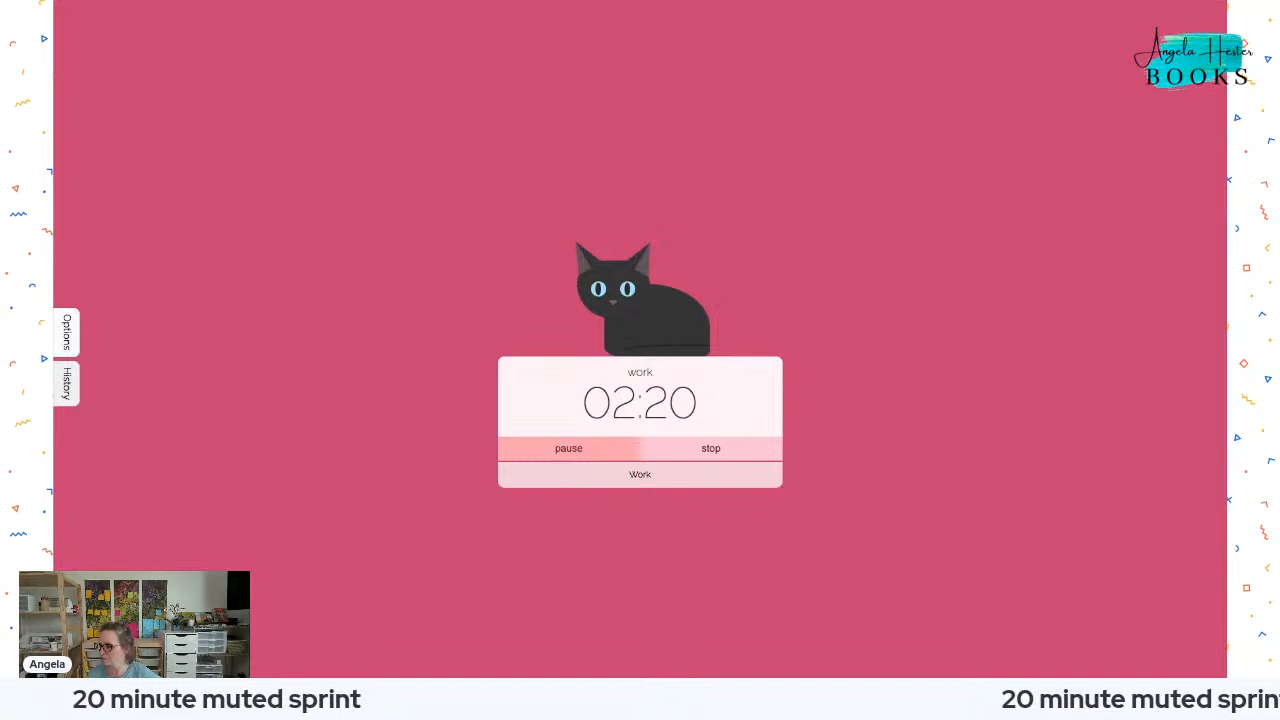 Angela Hester
BOOKS
Options
History
work
02:20
pause
stop
Work
Angela
20 minute muted sprint
20 minute muted sprin